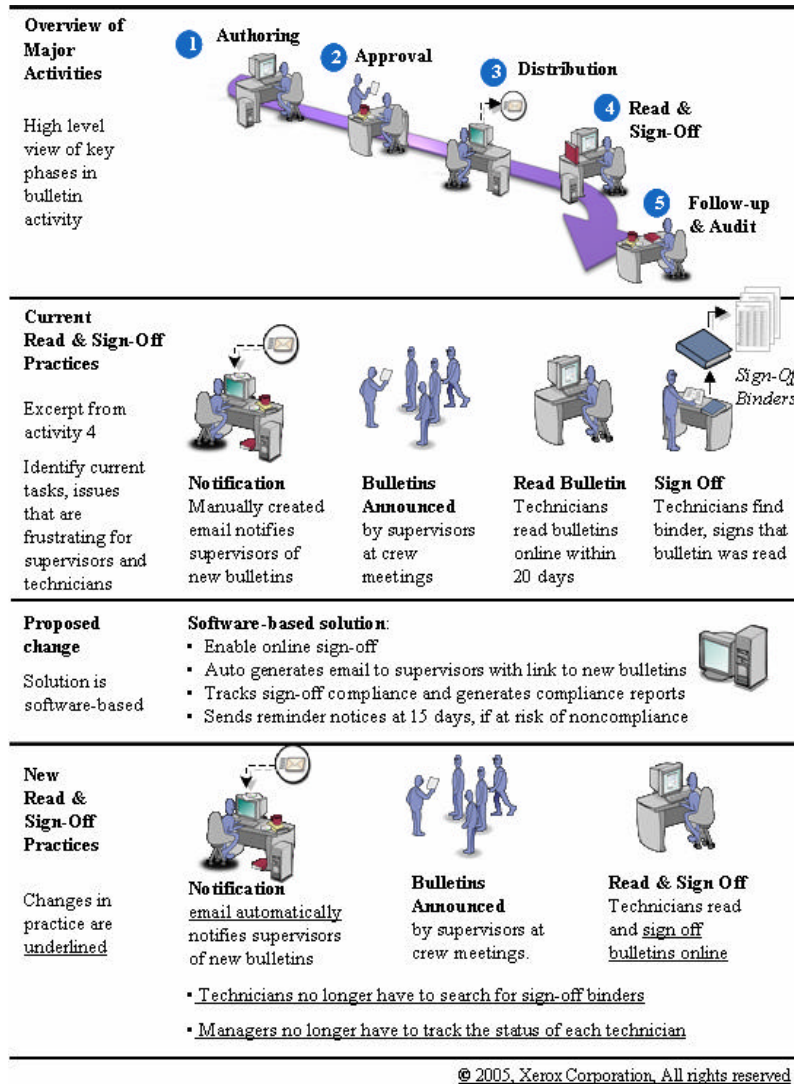 Overview of
Major
Activities
High level
view of key
phases in
bulletin
activity
1 Authoring
2 Approval
3 Distribution
4 Read &
Sign-Off
5 Follow-up
& Audit
Current
Read & Sign-Off
Practices
Excerpt from
activity 4
Identify current
tasks, issues
that are
frustrating for
supervisors and
technicians
Notification
Manually created
email notifies
supervisors of
new bulletins
Bulletins
Announced
by supervisors
at crew
meetings
Read Bulletin
Technicians
read bulletins
online within
20 days
Sign-Of
Binders
Sign Off
Technicians find
binder, signs that
bulletin was read
Proposed
change
Solution is
software-based
Software-based solution:
▪ Enable online sign-off
▪ Auto generates email to supervisors with link to new bulletins
▪ Tracks sign-off compliance and generates compliance reports
▪ Sends reminder notices at 15 days, if at risk of noncompliance
New
Read &
Sign-Off
Practices
Changes in
practice are
underlined
Notification
email automatically
notifies supervisors
of new bulletins
Bulletins
Announced
by supervisors at
crew meetings.
Read & Sign Off
Technicians read
and sign off
bulletins online
▪ Technicians no longer have to search for sign-off binders
▪ Managers no longer have to track the status of each technician
© 2005, Xerox Corporation, All rights reserved